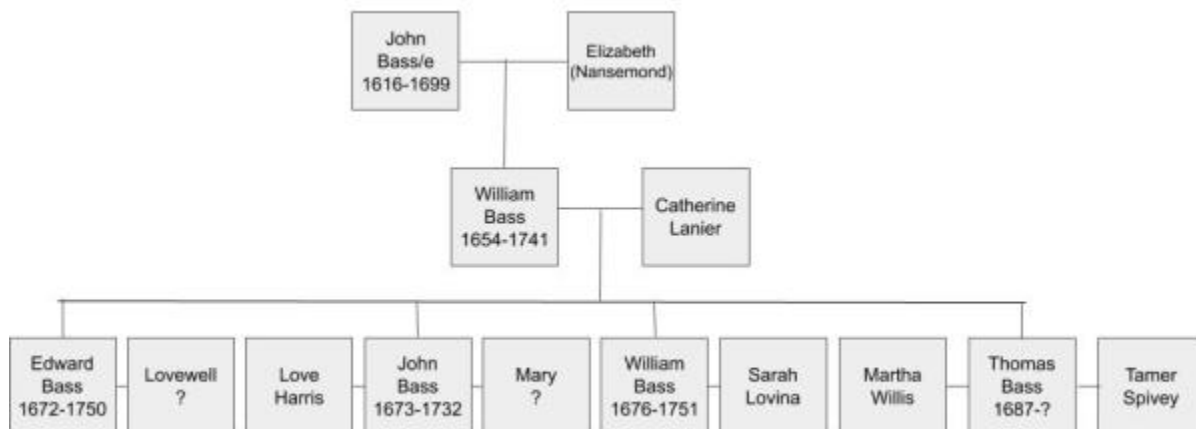 John
Bass/e
1616-1699
Elizabeth
(Nansemond)
William
Bass
1654-1741
Catherine
Lanier
Edward
Bass
1672-1750
Lovewell
?
Love
Harris
John
Bass
1673-1732
Mary
?
William
Bass
1676-1751
Sarah
Lovina
Martha
Willis
Thomas
Bass
1687-?
Tamer
Spivey